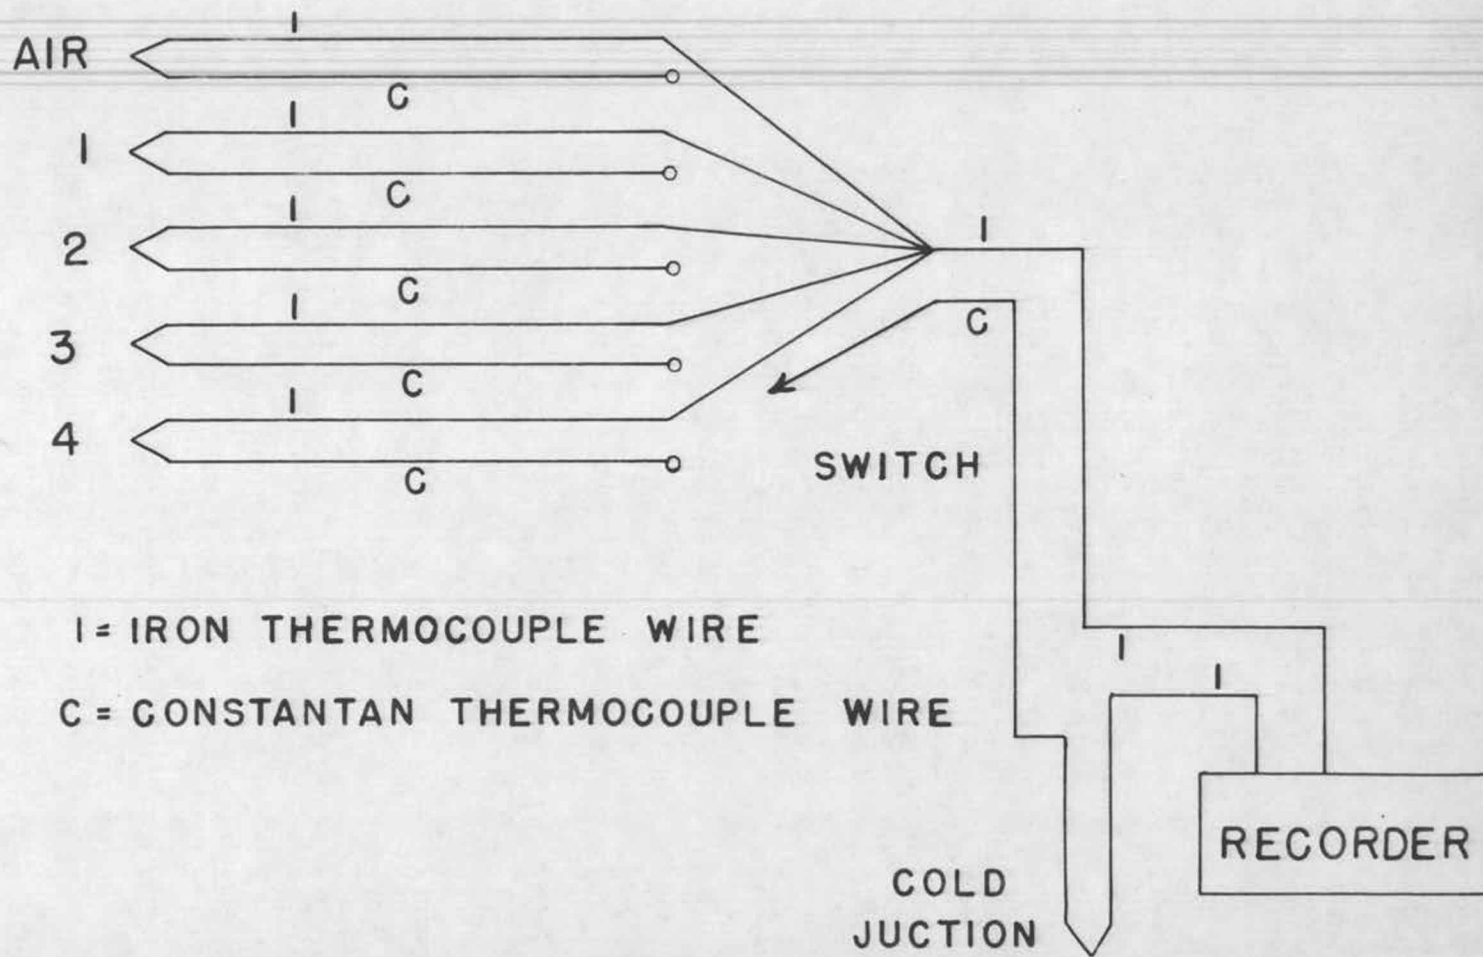 I
AIR
C
I
1
C
I
2
C
I
3
C
I
4
C
I
C
SWITCH
I = IRON THERMOCOUPLE WIRE
C = CONSTANTAN THERMOCOUPLE WIRE
I
I
RECORDER
COLD
JUCTION